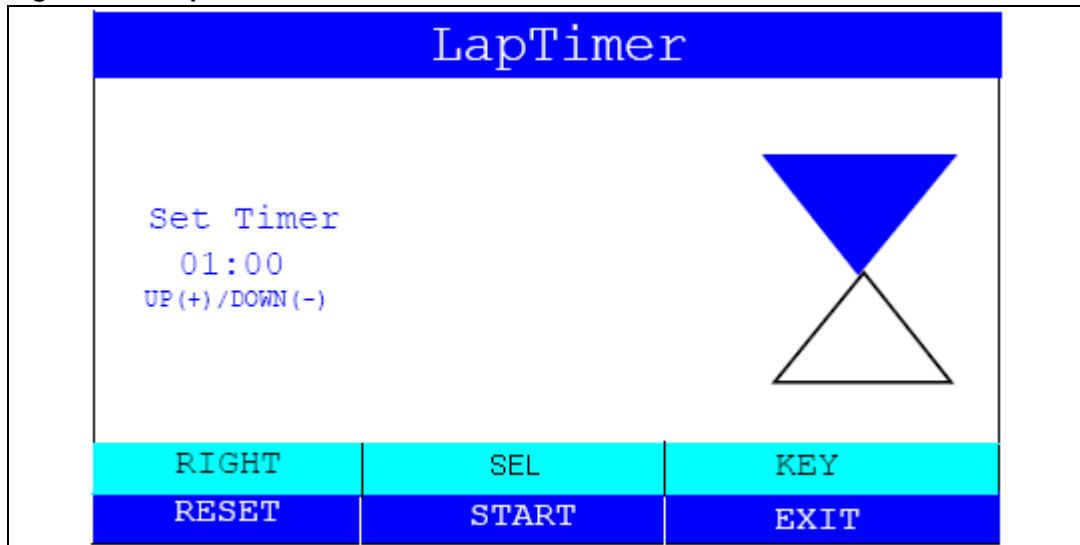 LapTimer
Set Timer
01:00
UP(+)/DOWN(-)
RIGHT SEL KEY
RESET START EXIT